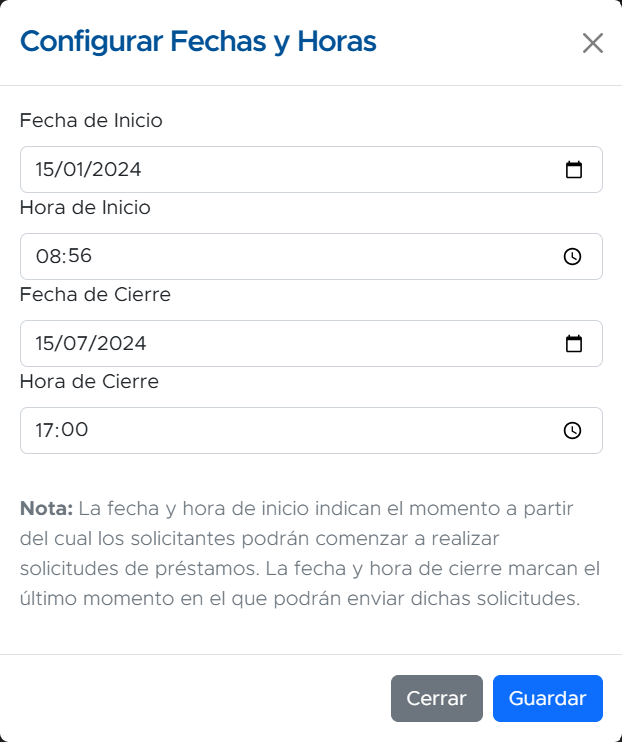 Configurar Fechas y Horas
Fecha de Inicio
15/01/2024
Hora de Inicio
08:56
Fecha de Cierre
15/07/2024
Hora de Cierre
17:00
Nota: La fecha y hora de inicio indican el momento a partir
del cual los solicitantes podrán comenzar a realizar
solicitudes de préstamos. La fecha y hora de cierre marcan el
último momento en el que podrán enviar dichas solicitudes.
Cerrar
Guardar